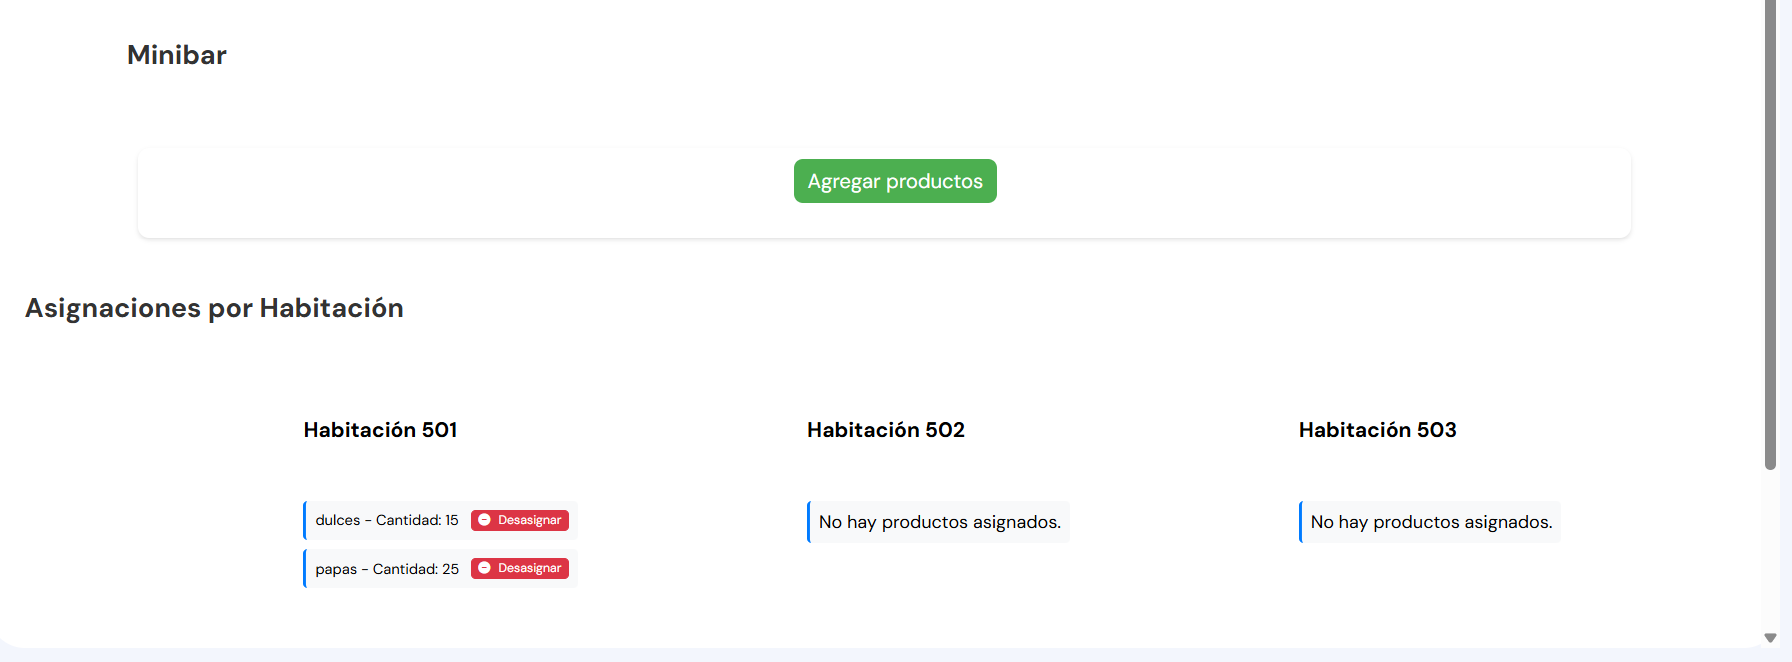 Minibar
Agregar productos
Asignaciones por Habitación
Habitación 501
dulces - Cantidad: 15 Desasignar
papas - Cantidad: 25 Desasignar
Habitación 502
No hay productos asignados.
Habitación 503
No hay productos asignados.